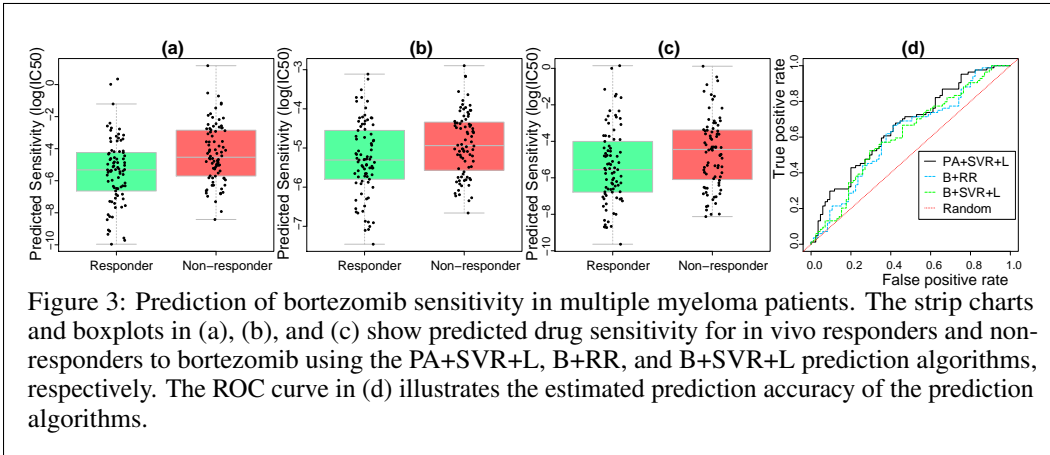 (a)
Predicted Sensitivity (log(IC50)
0
−2
−4
−6
−8
−10
Responder Non−responder
(b)
Predicted Sensitivity (log(IC50)
−3
−4
−5
−6
−7
Responder Non−responder
(c)
Predicted Sensitivity (log(IC50)
0
−2
−4
−6
−8
−10
Responder Non−responder
(d)
True positive rate
1.0
0.8
0.6
0.4
0.2
0.0
PA+SVR+L
B+RR
B+SVR+L
Random
0.0 0.2 0.4 0.6 0.8 1.0
False positive rate
Figure 3: Prediction of bortezomib sensitivity in multiple myeloma patients. The strip charts
and boxplots in (a), (b), and (c) show predicted drug sensitivity for in vivo responders and non-
responders to bortezomib using the PA+SVR+L, B+RR, and B+SVR+L prediction algorithms,
respectively. The ROC curve in (d) illustrates the estimated prediction accuracy of the prediction
algorithms.